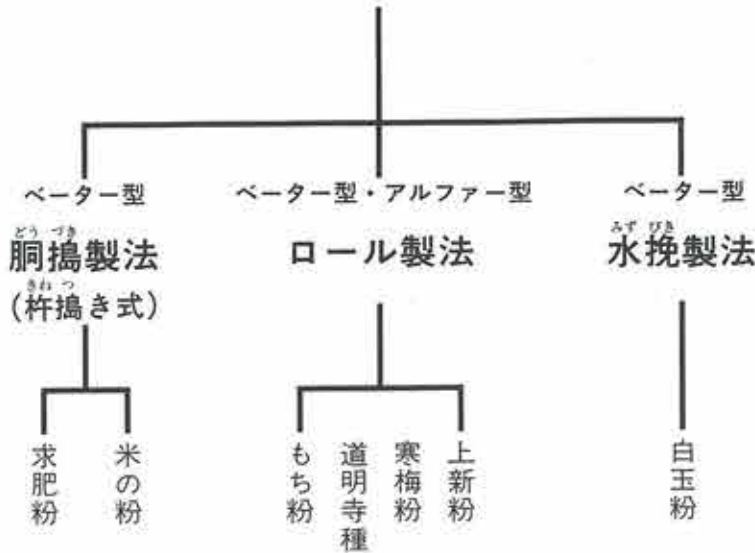 ベーター型
どうづき
胴搗製法
きねつ
(杵搗き式)
求肥粉
米の粉
ベーター型・アルファー型
ロール製法
もち粉
道明寺種
寒梅粉
上新粉
ベーター型
みずびき
水挽製法
白玉粉